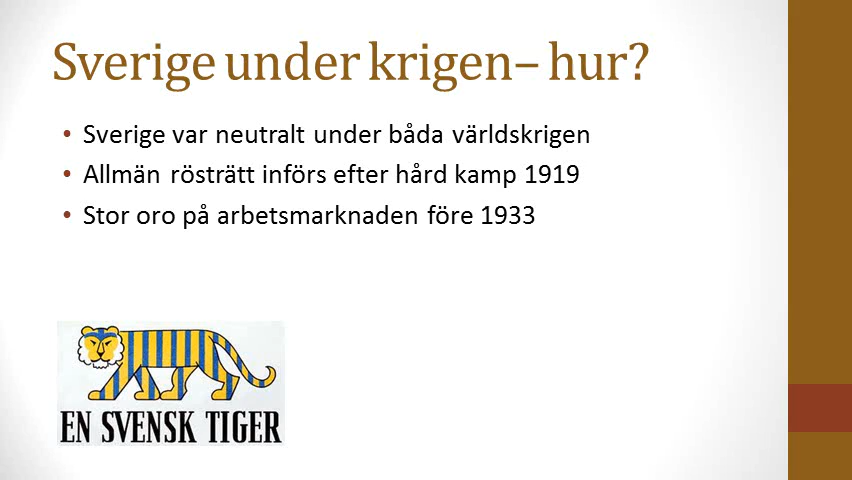 Sverige under krigen– hur?
• Sverige var neutralt under båda världskrigen
• Allmän rösträtt införs efter hård kamp 1919
• Stor oro på arbetsmarknaden före 1933
EN SVENSK TIGER